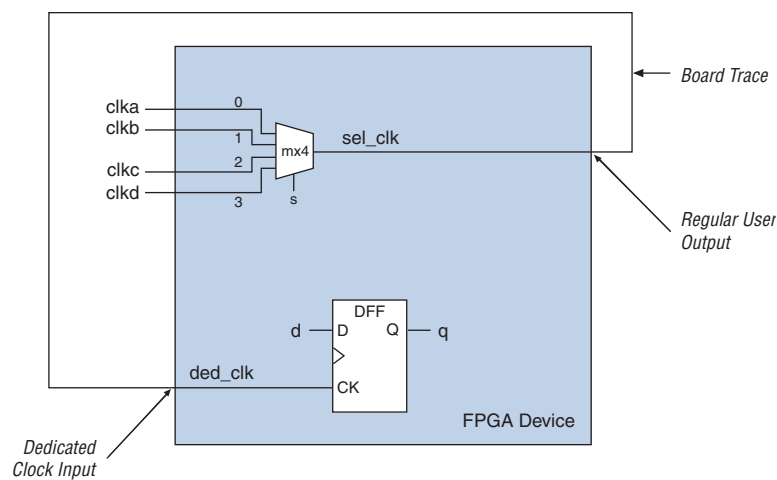 Board Trace
clka
0
clkb
1
sel_clk
mx4
clkc
2
clkd
3
s
Regular User
Output
DFF
d
D
Q
q
ded_clk
CK
FPGA Device
Dedicated
Clock Input